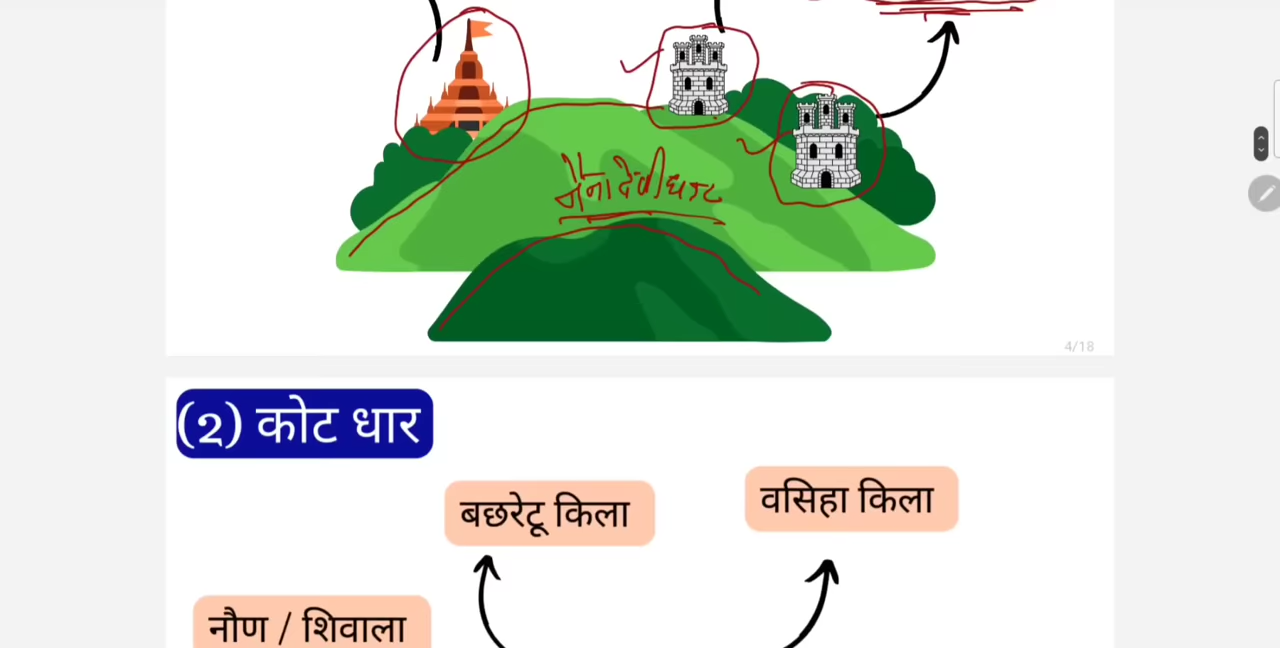 नैना देवी धार
4/18
(2) कोट धार
बछरेटू किला
वसिहा किला
नौण / शिवाला